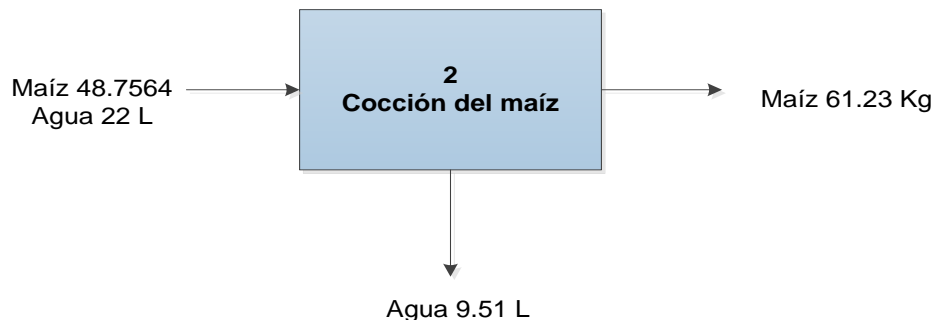 Maíz 48.7564
Agua 22 L
2
Cocción del maíz
Maíz 61.23 Kg
Agua 9.51 L